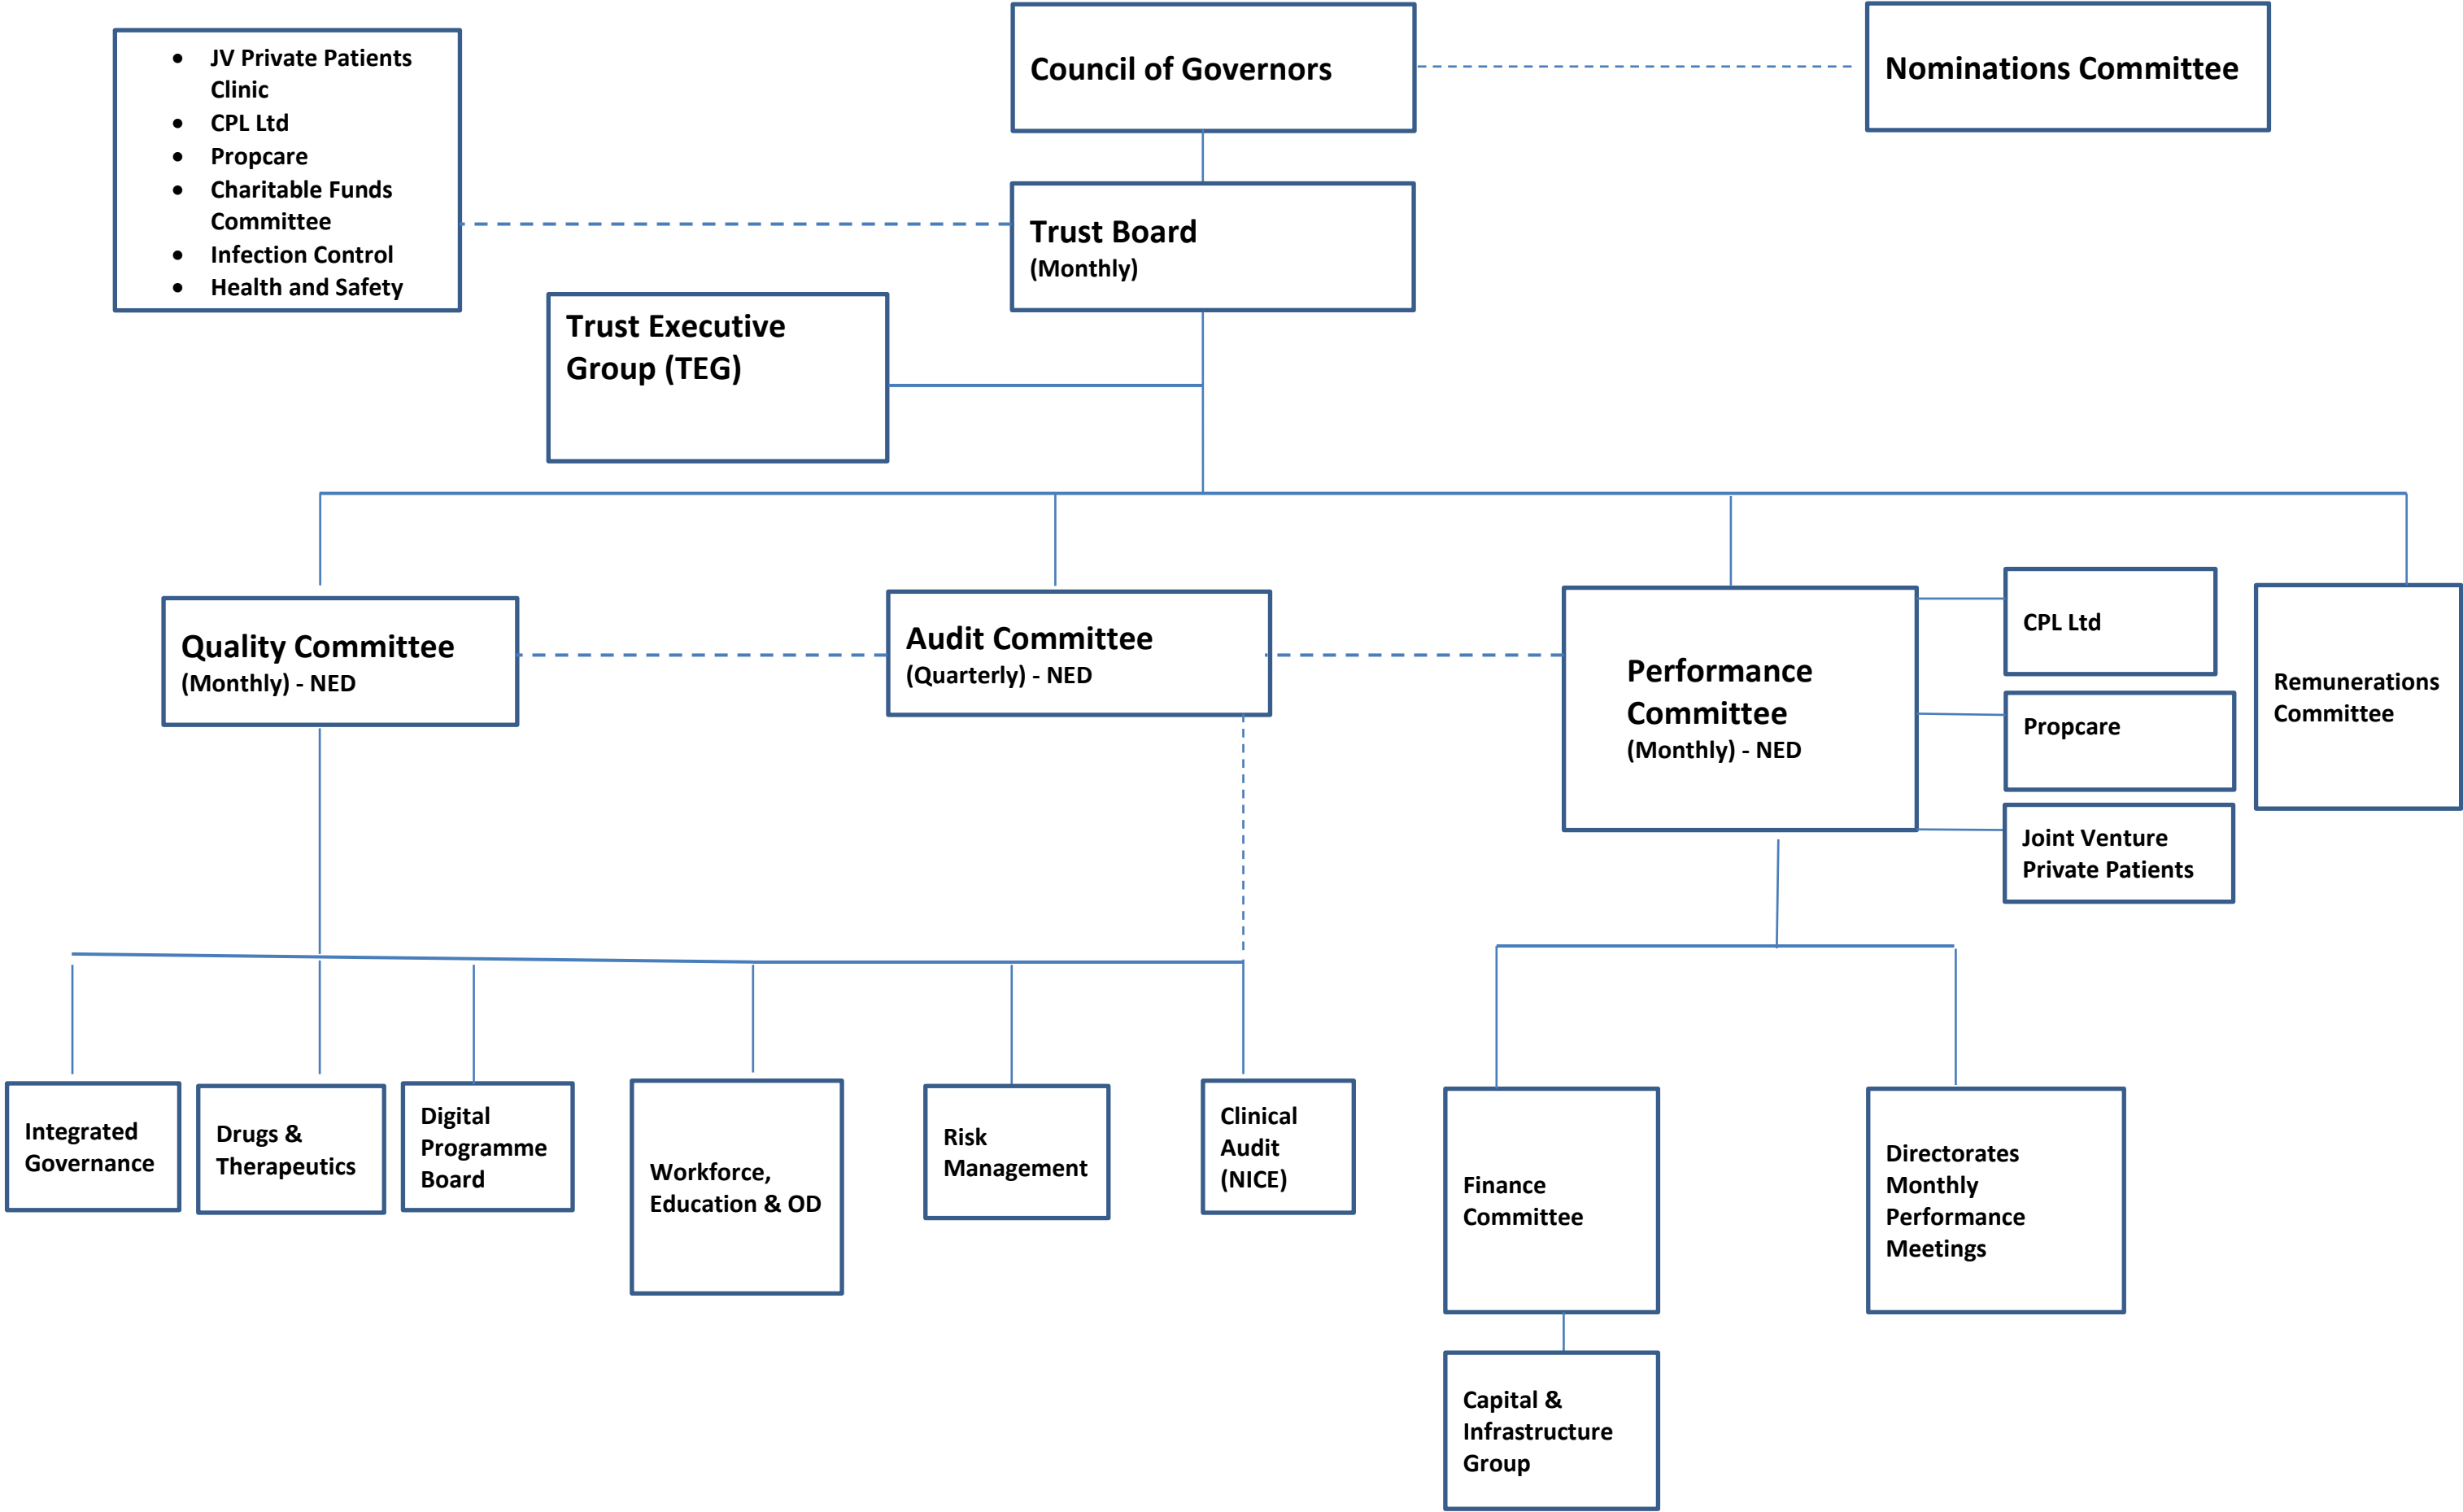 Council of Governors
Nominations Committee
• JV Private Patients
Clinic
• CPL Ltd
• Propcare
• Charitable Funds
Committee
• Infection Control
• Health and Safety
Trust Board
(Monthly)
Trust Executive
Group (TEG)
Quality Committee
(Monthly) - NED
Audit Committee
(Quarterly) - NED
Performance
Committee
(Monthly) - NED
CPL Ltd
Propcare
Joint Venture
Private Patients
Remunerations
Committee
Integrated
Governance
Drugs &
Therapeutics
Digital
Programme
Board
Workforce,
Education & OD
Risk
Management
Clinical
Audit
(NICE)
Finance
Committee
Directorates
Monthly
Performance
Meetings
Capital &
Infrastructure
Group